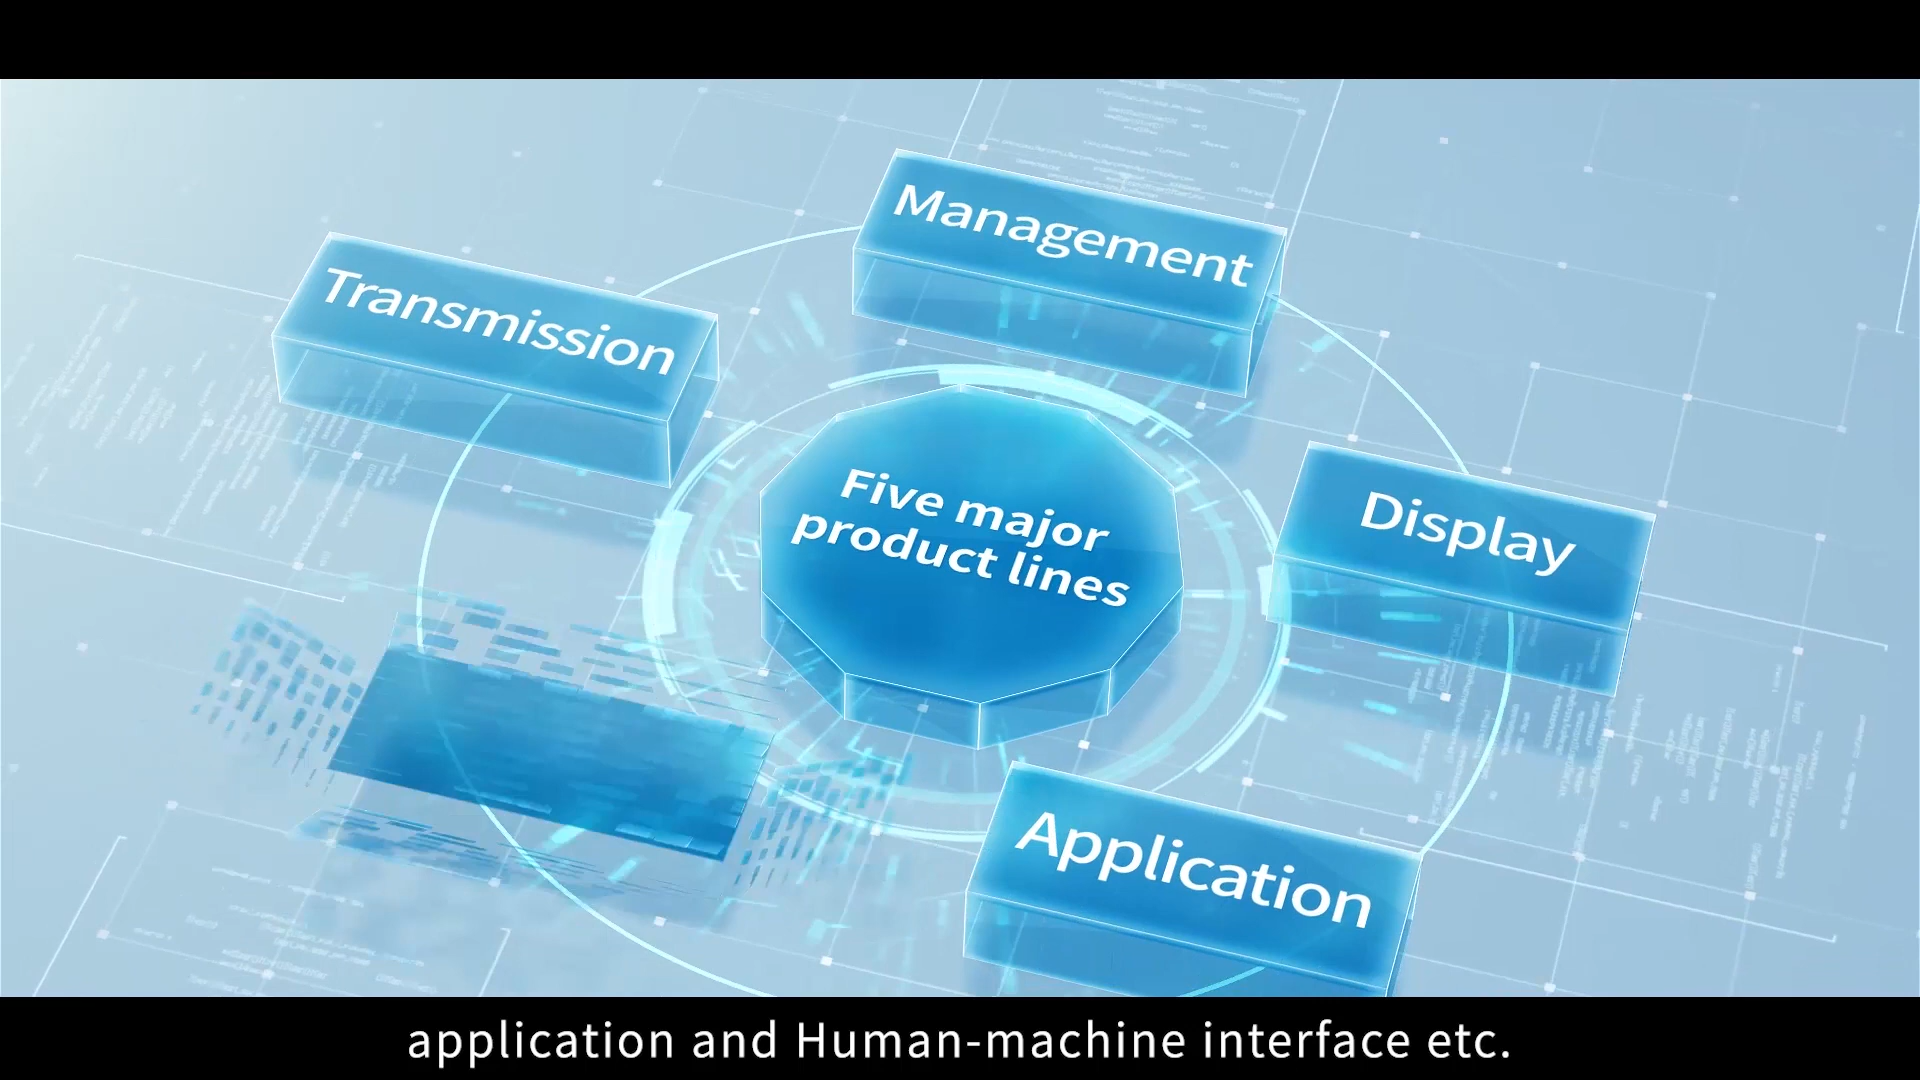 Management
Transmission
Five major
product lines
Display
Application
application and Human-machine interface etc.